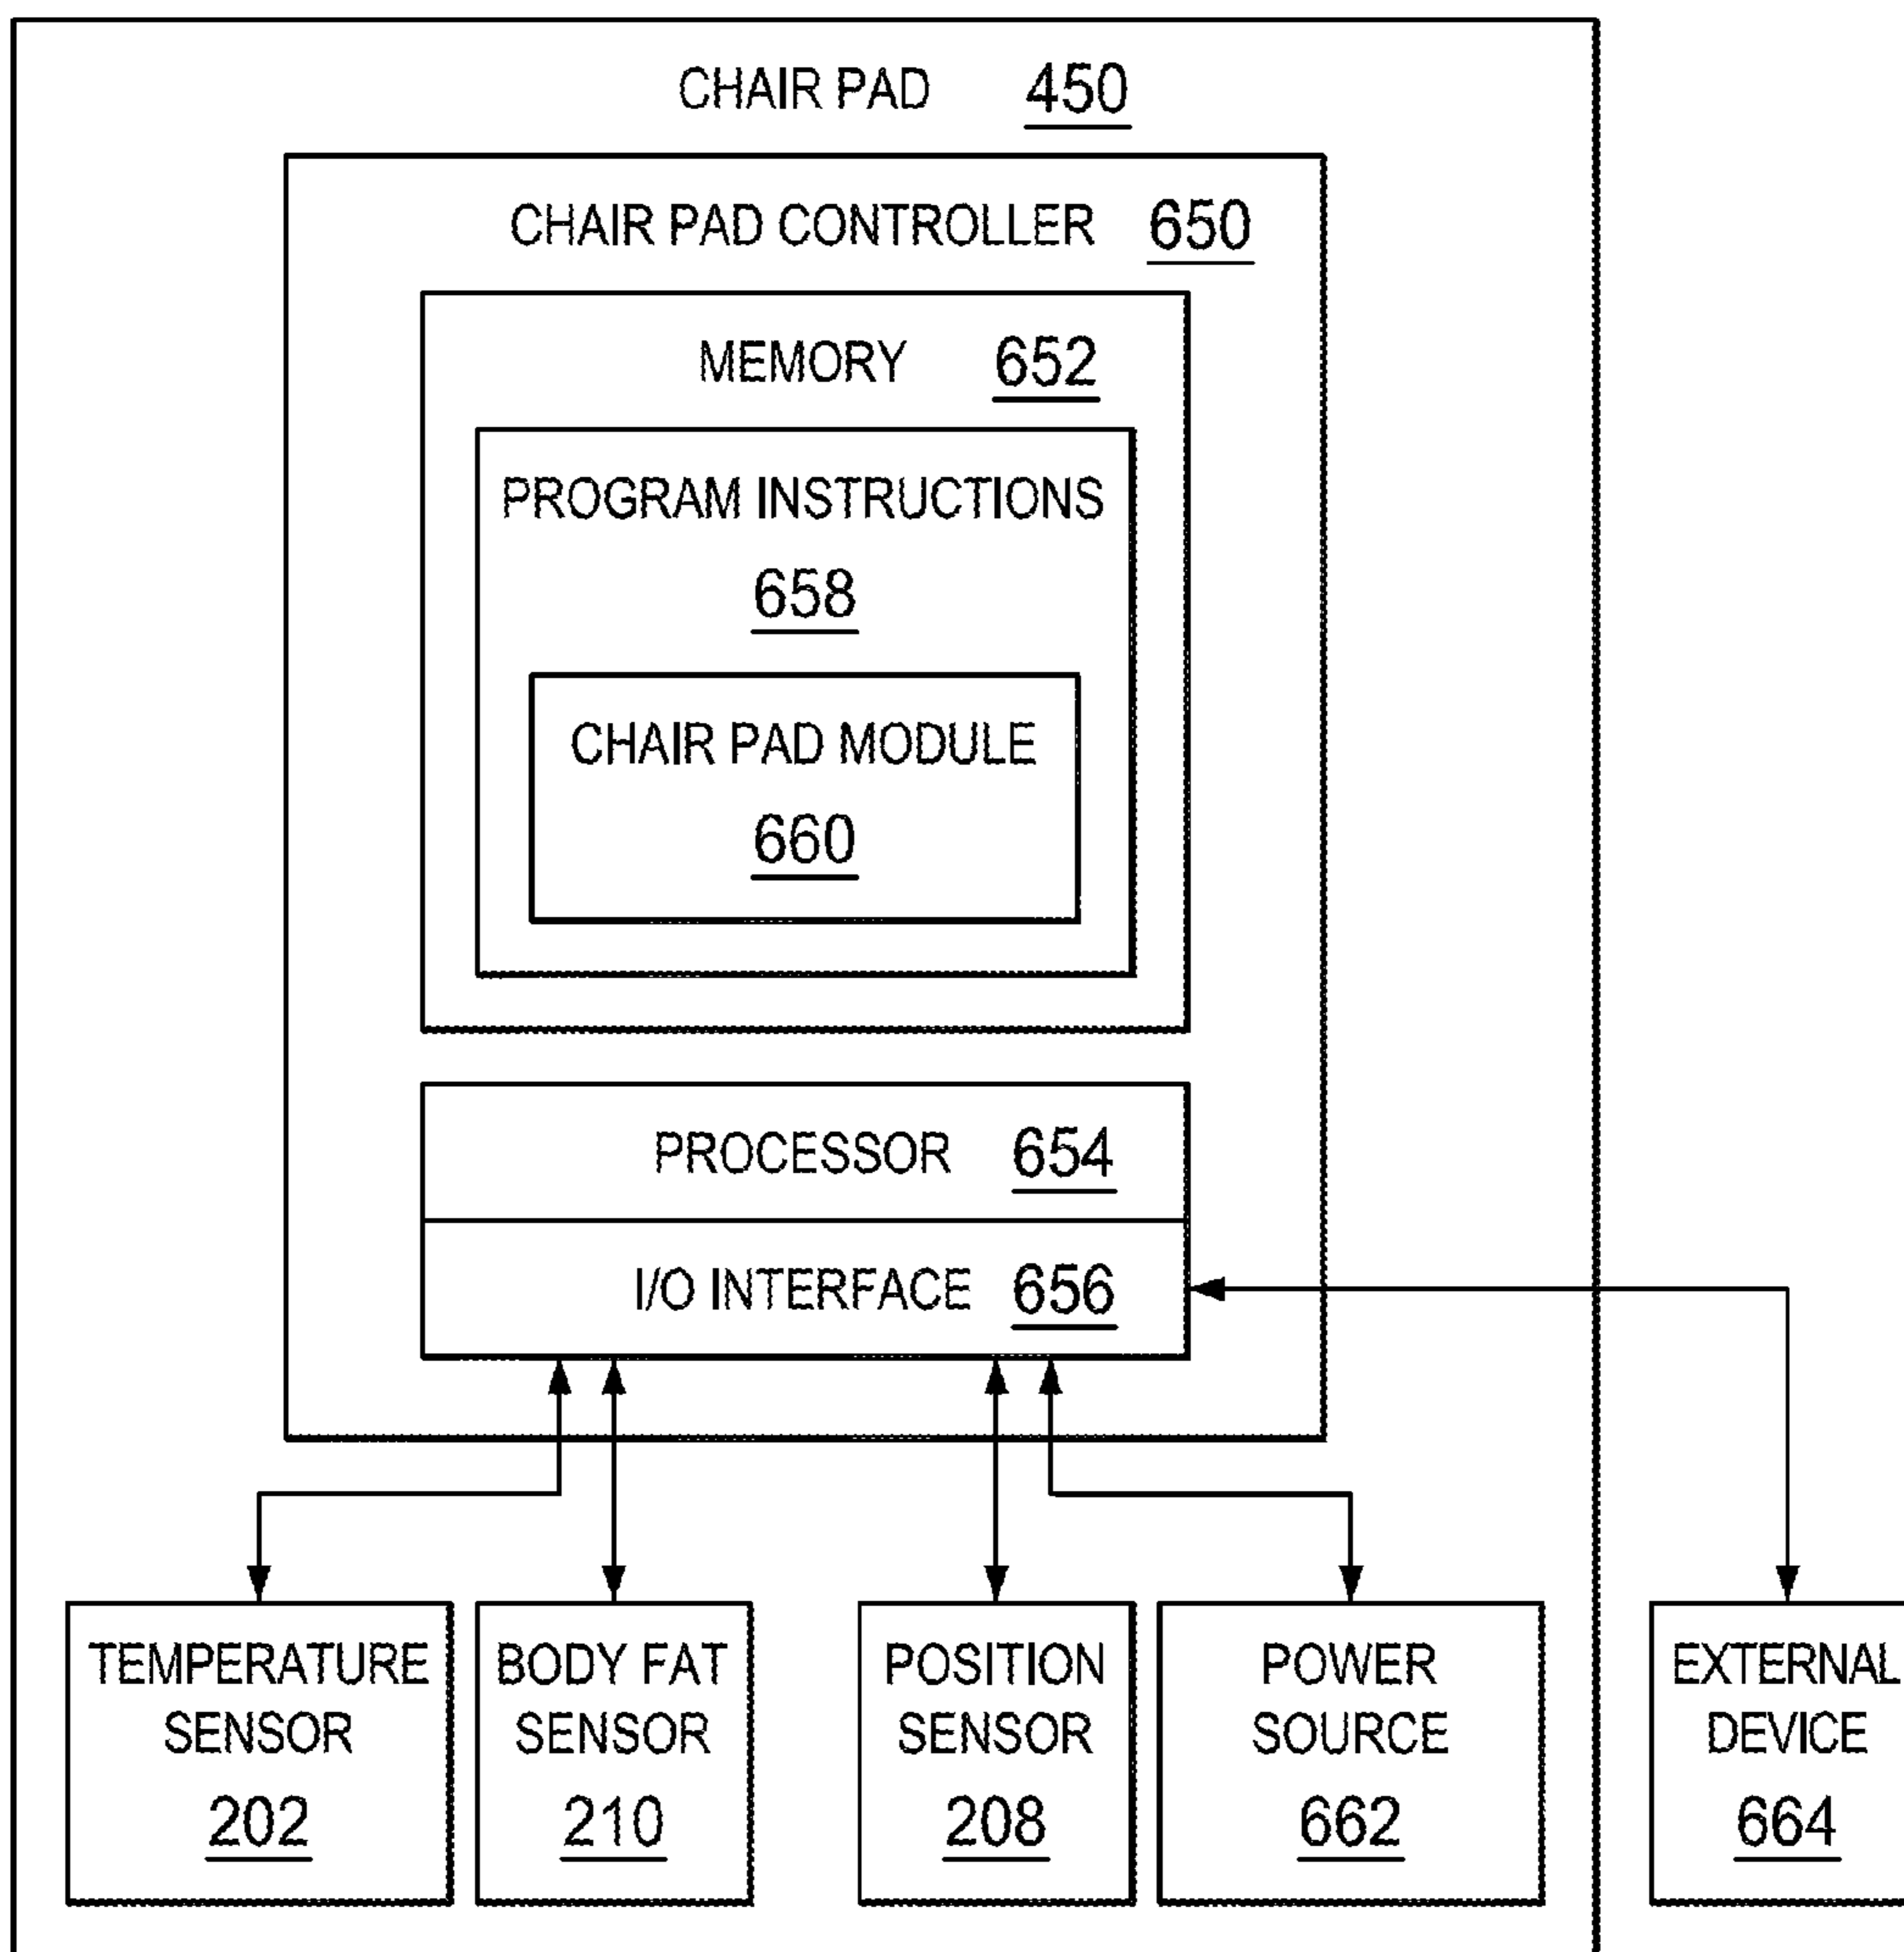 CHAIR PAD 450
CHAIR PAD CONTROLLER 650
MEMORY 652
PROGRAM INSTRUCTIONS
658
CHAIR PAD MODULE
660
PROCESSOR 654
I/O INTERFACE 656
TEMPERATURE
SENSOR
202
BODY FAT
SENSOR
210
POSITION
SENSOR
208
POWER
SOURCE
662
EXTERNAL
DEVICE
664